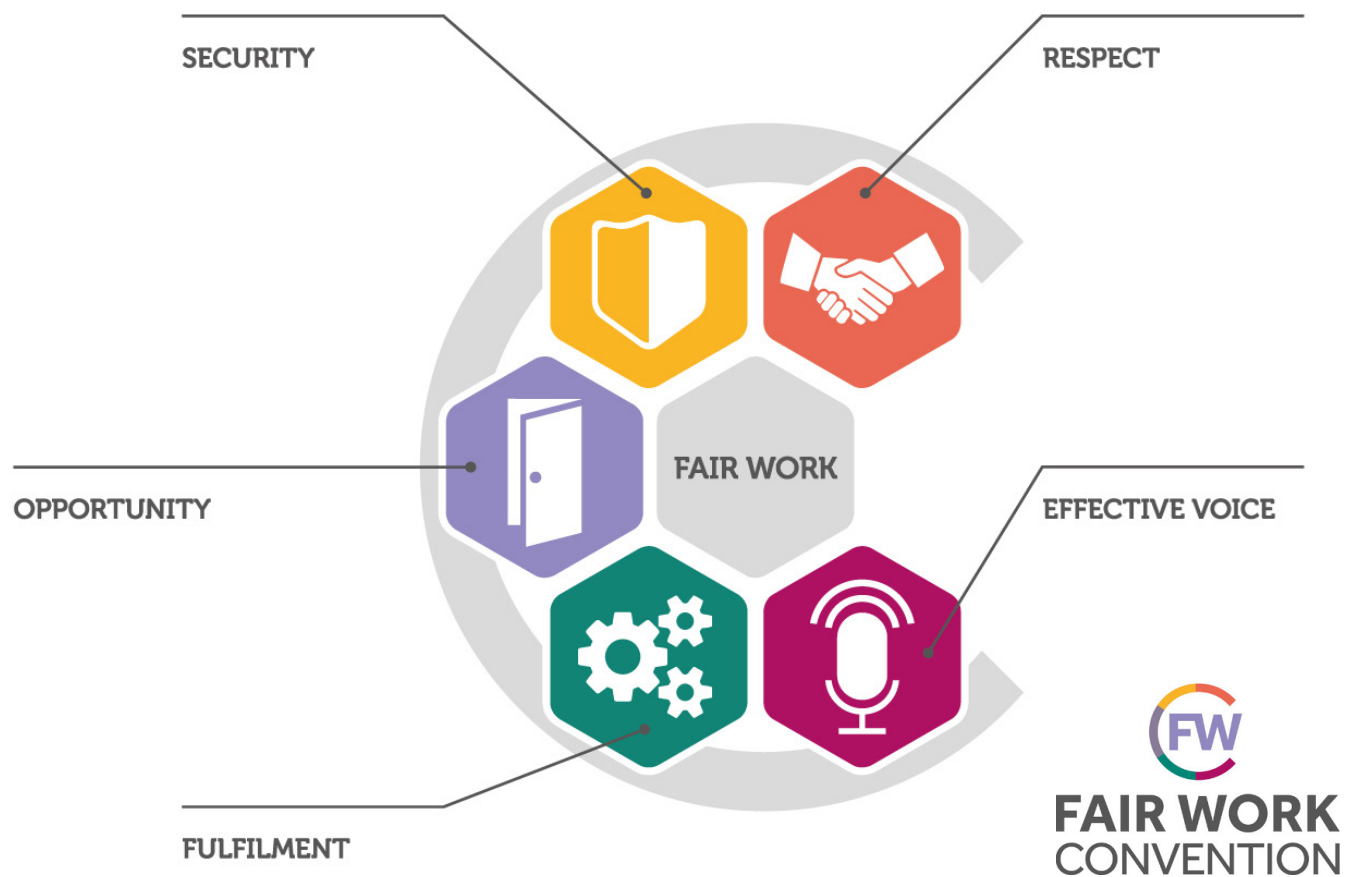 SECURITY
RESPECT
FAIR WORK
OPPORTUNITY
EFFECTIVE VOICE
FULFILMENT
FW
FAIR WORK
CONVENTION